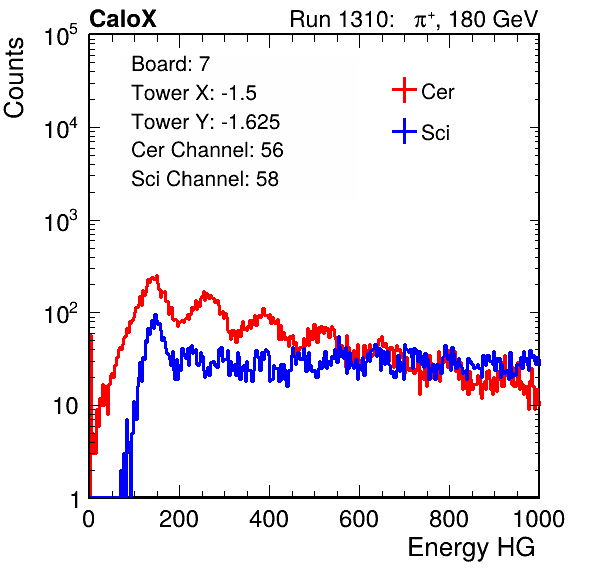 CaloX Run 1310: π⁺, 180 GeV
Board: 7
Tower X: -1.5
Tower Y: -1.625
Cer Channel: 56
Sci Channel: 58
Cer
Sci
Counts
10⁵
10⁴
10³
10²
10
1
0 200 400 600 800 1000
Energy HG